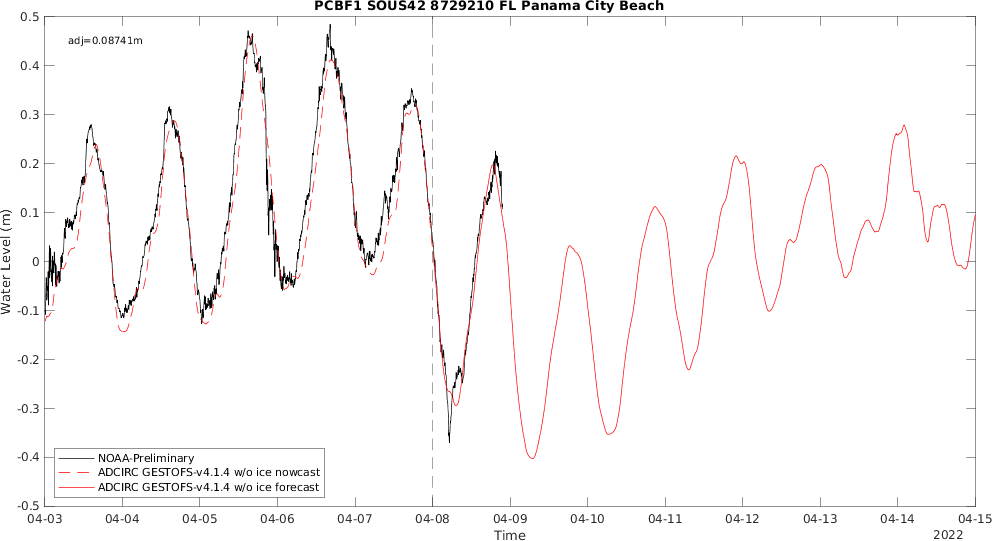 PCBF1 SOUS42 8729210 FL Panama City Beach
adj=0.08741m
0.5
0.4
0.3
0.2
0.1
0
-0.1
-0.2
-0.3
-0.4
-0.5
Water Level (m)
NOAA-Preliminary
ADCIRC GESTOFS-v4.1.4 w/o ice nowcast
ADCIRC GESTOFS-v4.1.4 w/o ice forecast
04-03 04-04 04-05 04-06 04-07 04-08 04-09 04-10 04-11 04-12 04-13 04-14 04-15
Time
2022